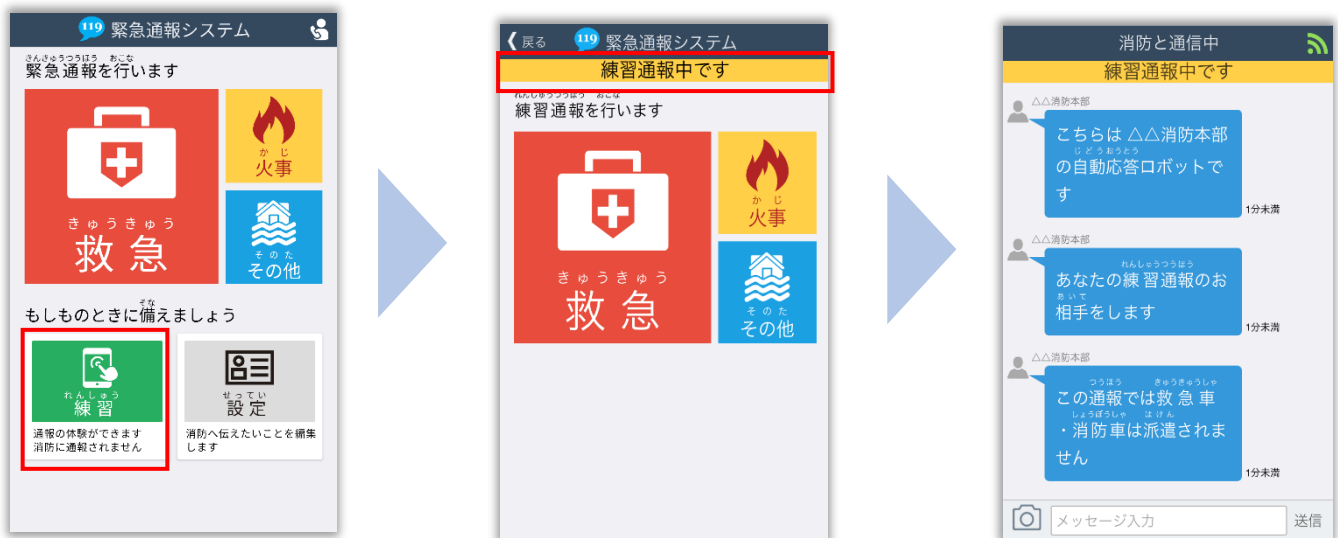 119 緊急通報システム
きんきゅうつうほう おこな
緊急通報を行います
きゅうきゅう
救急
かじ
火事
そのた
その他
そな
もしものときに備えましょう
れんしゅう
練習
通報の体験ができます
消防に通報されません
せってい
設定
消防へ伝えたいことを編集
します
戻る 119 緊急通報システム
練習通報中です
れんしゅうつうほう おこな
練習通報を行います
きゅうきゅう
救急
かじ
火事
そのた
その他
消防と通信中
練習通報中です
△△消防本部
こちらは △△消防本部
じどうおうとう
の自動応答ロボットで
す
1分未満
△△消防本部
れんしゅうつうほう
あなたの練習通報のお
あいて
相手をします
1分未満
△△消防本部
つうほう きゅうきゅうしゃ
この通報では救急車
しょうぼうしゃ はけん
・消防車は派遣されま
せん
1分未満
メッセージ入力 送信